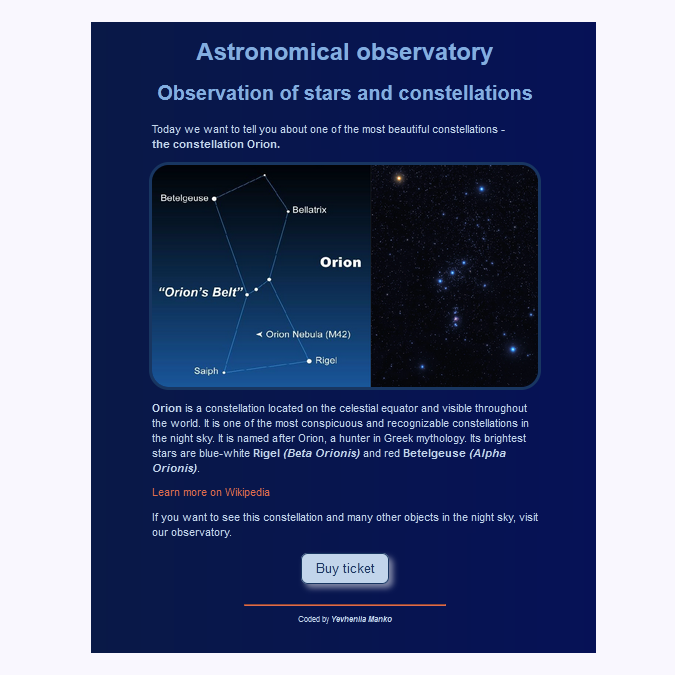 Astronomical observatory
Observation of stars and constellations
Today we want to tell you about one of the most beautiful constellations -
the constellation Orion.
Betelgeuse
Bellatrix
Orion
“Orion’s Belt”
Orion Nebula (M42)
Rigel
Saiph
Orion is a constellation located on the celestial equator and visible throughout
the world. It is one of the most conspicuous and recognizable constellations in
the night sky. It is named after Orion, a hunter in Greek mythology. Its brightest
stars are blue-white Rigel (Beta Orionis) and red Betelgeuse (Alpha
Orionis).
Learn more on Wikipedia
If you want to see this constellation and many other objects in the night sky, visit
our observatory.
Buy ticket
Coded by Yevheniia Manko